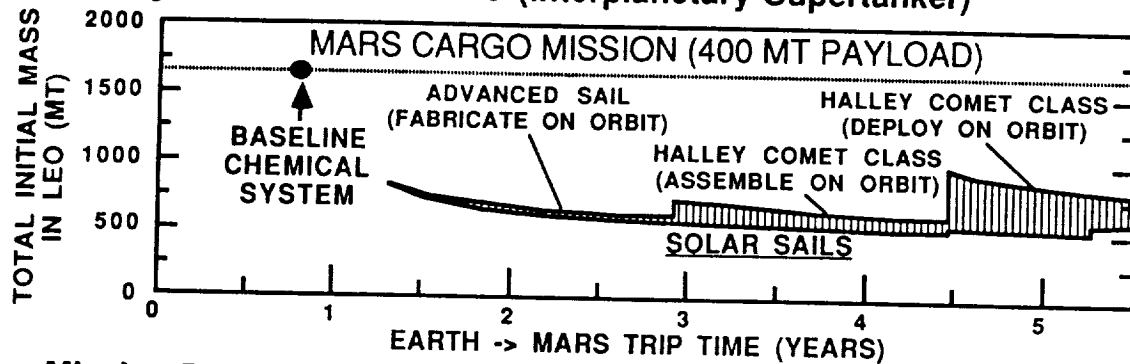 (Interplanetary Supertanker)
2000
MARS CARGO MISSION (400 MT PAYLOAD)
1500
1000
500
0
TOTAL INITIAL MASS
IN LEO (MT)
BASELINE
CHEMICAL
SYSTEM
ADVANCED SAIL
(FABRICATE ON ORBIT)
HALLEY COMET CLASS
(DEPLOY ON ORBIT)
HALLEY COMET CLASS
(ASSEMBLE ON ORBIT)
SOLAR SAILS
0 1 2 3 4 5
EARTH -> MARS TRIP TIME (YEARS)